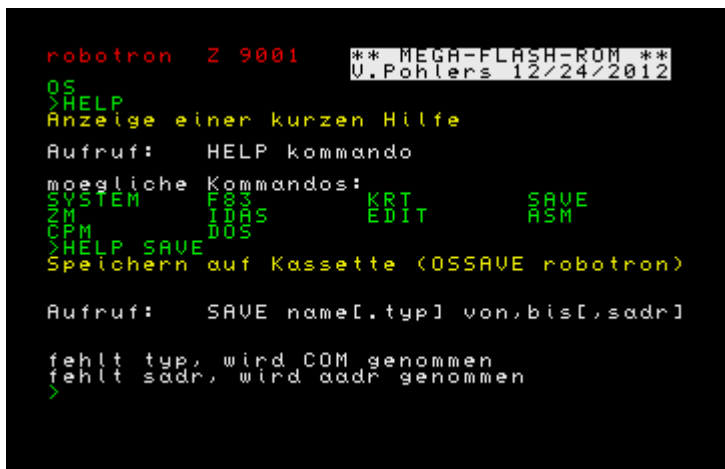 robotron Z 9001 ** MEGA-FLASH-ROM **
V.Pohlers 12/24/2012
OS
>HELP
Anzeige einer kurzen Hilfe
Aufruf: HELP kommando
moegliche Kommandos:
SYSTEM F83 KRT SAVE
ZM IDAS EDIT ASM
CPM DOS
>HELP SAVE
Speichern auf Kassette (OSSAVE robotron)
Aufruf: SAVE name[.typ] von,bis[,sadr]
fehlt typ, wird COM genommen
fehlt sadr, wird aadr genommen
>